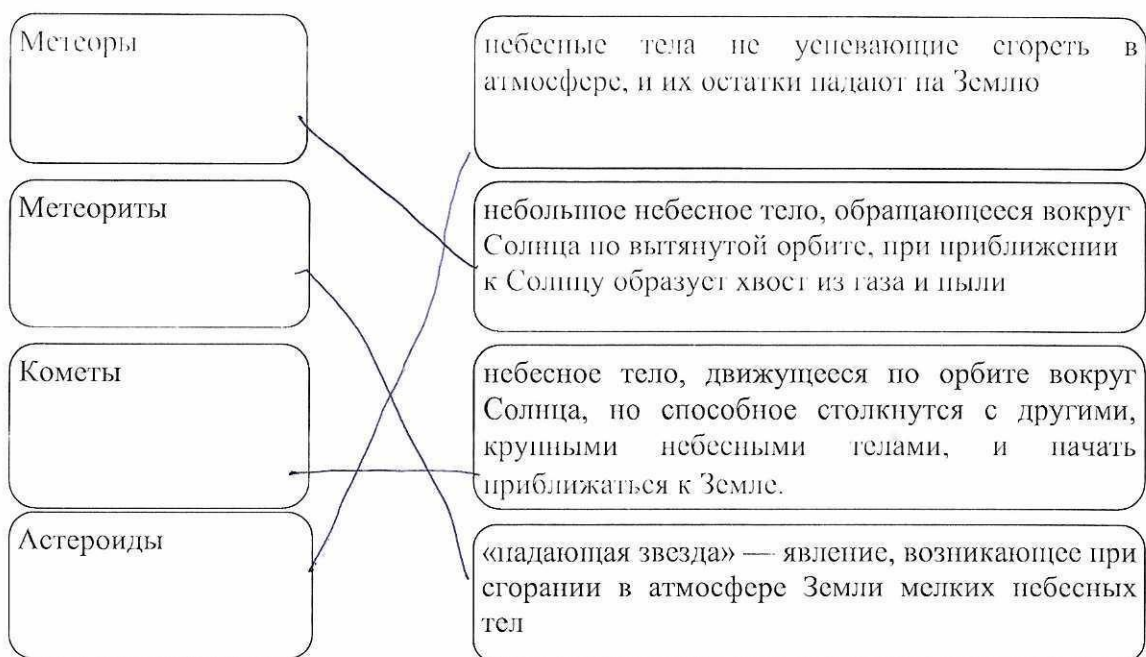 Метеоры
небесные тела не успевающие сгореть в
атмосфере, и их остатки падают на Землю
Метеориты
небольшое небесное тело, обращающееся вокруг
Солнца по вытянутой орбите, при приближении
к Солнцу образует хвост из газа и пыли
Кометы
небесное тело, движущееся по орбите вокруг
Солнца, но способное столкнутся с другими,
крупными небесными телами, и начать
приближаться к Земле.
Астероиды
«падающая звезда» — явление, возникающее при
сгорании в атмосфере Земли мелких небесных
тел